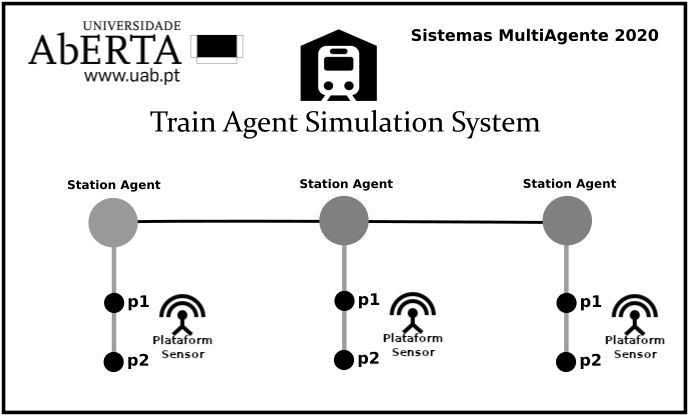 UNIVERSIDADE
AbERTA
www.uab.pt
Sistemas MultiAgente 2020
Train Agent Simulation System
Station Agent
Station Agent
Station Agent
p1
p1
p1
Plataform
Sensor
Plataform
Sensor
Plataform
Sensor
p2
p2
p2